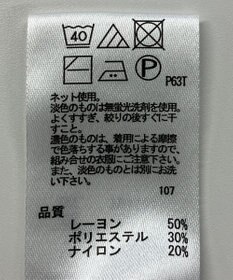 40
P
P63T
ネット使用。
淡色のものは無蛍光洗剤を使用。
よくすすぎ、絞りの後すぐに干
すこと。
濃色のものは、着用による摩擦
で色落ちする事がありますので、
組み合せの衣服にご注意下さい。
また、淡色のものとは別にお洗
い下さい。
107
品質
レーヨン 50%
ポリエステル 30%
ナイロン 20%